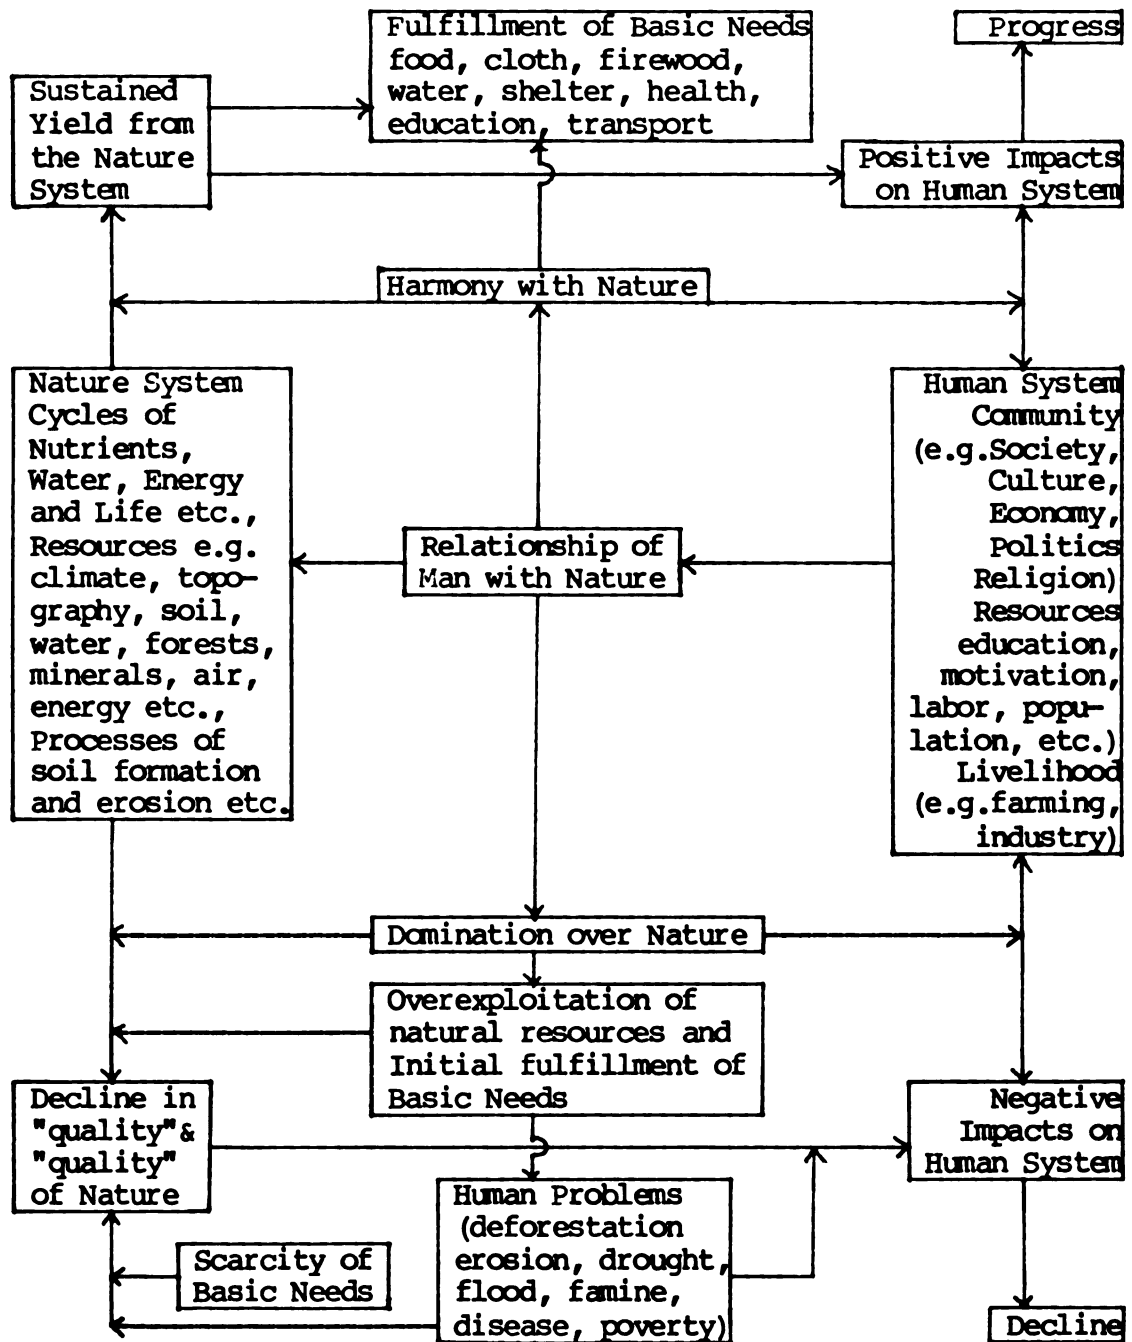 Fulfillment of Basic Needs
food, cloth, firewood,
water, shelter, health,
education, transport
Progress
Sustained
Yield from
the Nature
System
Positive Impacts
on Human System
Harmony with Nature
Nature System
Cycles of
Nutrients,
Water, Energy
and Life etc.,
Resources e.g.
climate, topo-
graphy, soil,
water, forests,
minerals, air,
energy etc.,
Processes of
soil formation
and erosion etc.
Relationship of
Man with Nature
Human System
Community
(e.g.Society,
Culture,
Economy,
Politics
Religion)
Resources
education,
motivation,
labor, popu-
lation, etc.)
Livelihood
(e.g.farming,
industry)
Domination over Nature
Overexploitation of
natural resources and
Initial fulfillment of
Basic Needs
Decline in
"quality"&
"quality"
of Nature
Negative
Impacts on
Human System
Human Problems
(deforestation
erosion, drought,
flood, famine,
disease, poverty)
Scarcity of
Basic Needs
Decline